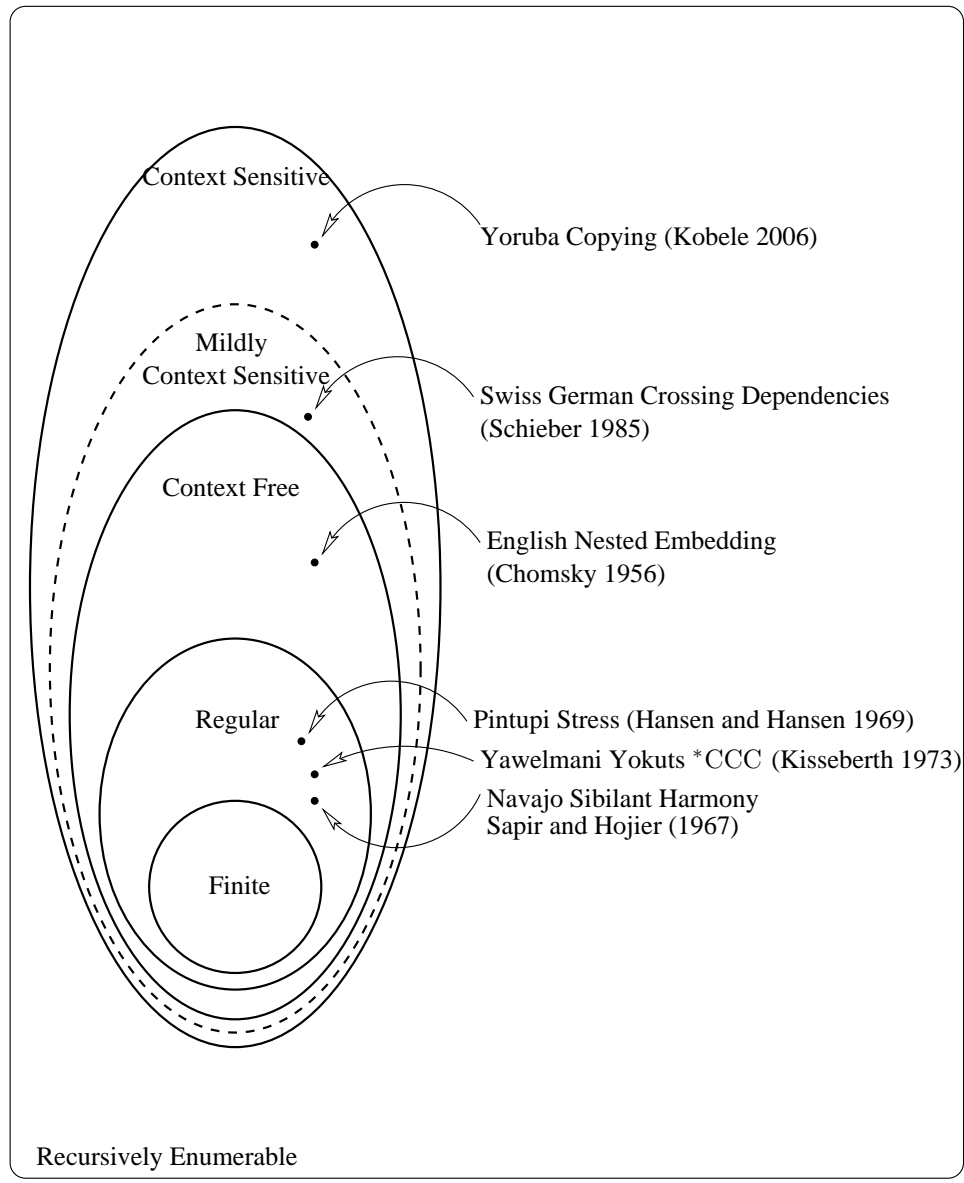 Context Sensitive
Yoruba Copying (Kobele 2006)
Mildly
Context Sensitive
Swiss German Crossing Dependencies
(Schieber 1985)
Context Free
English Nested Embedding
(Chomsky 1956)
Regular
Pintupi Stress (Hansen and Hansen 1969)
Yawelmani Yokuts *CCC (Kisseberth 1973)
Navajo Sibilant Harmony
Sapir and Hojier (1967)
Finite
Recursively Enumerable